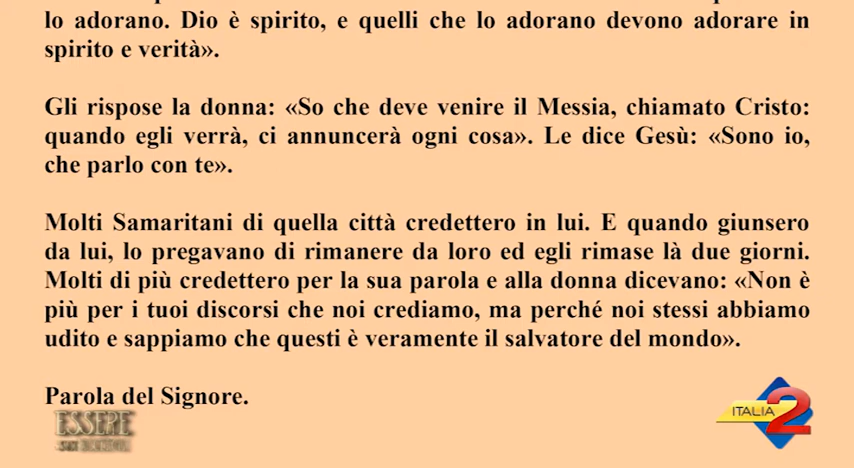 lo adorano. Dio è spirito, e quelli che lo adorano devono adorare in
spirito e verità».
Gli rispose la donna: «So che deve venire il Messia, chiamato Cristo:
quando egli verrà, ci annuncerà ogni cosa». Le dice Gesù: «Sono io,
che parlo con te».
Molti Samaritani di quella città credettero in lui. E quando giunsero
da lui, lo pregavano di rimanere da loro ed egli rimase là due giorni.
Molti di più credettero per la sua parola e alla donna dicevano: «Non è
più per i tuoi discorsi che noi crediamo, ma perché noi stessi abbiamo
udito e sappiamo che questi è veramente il salvatore del mondo».
Parola del Signore.
ESSERE
ITALIA 2